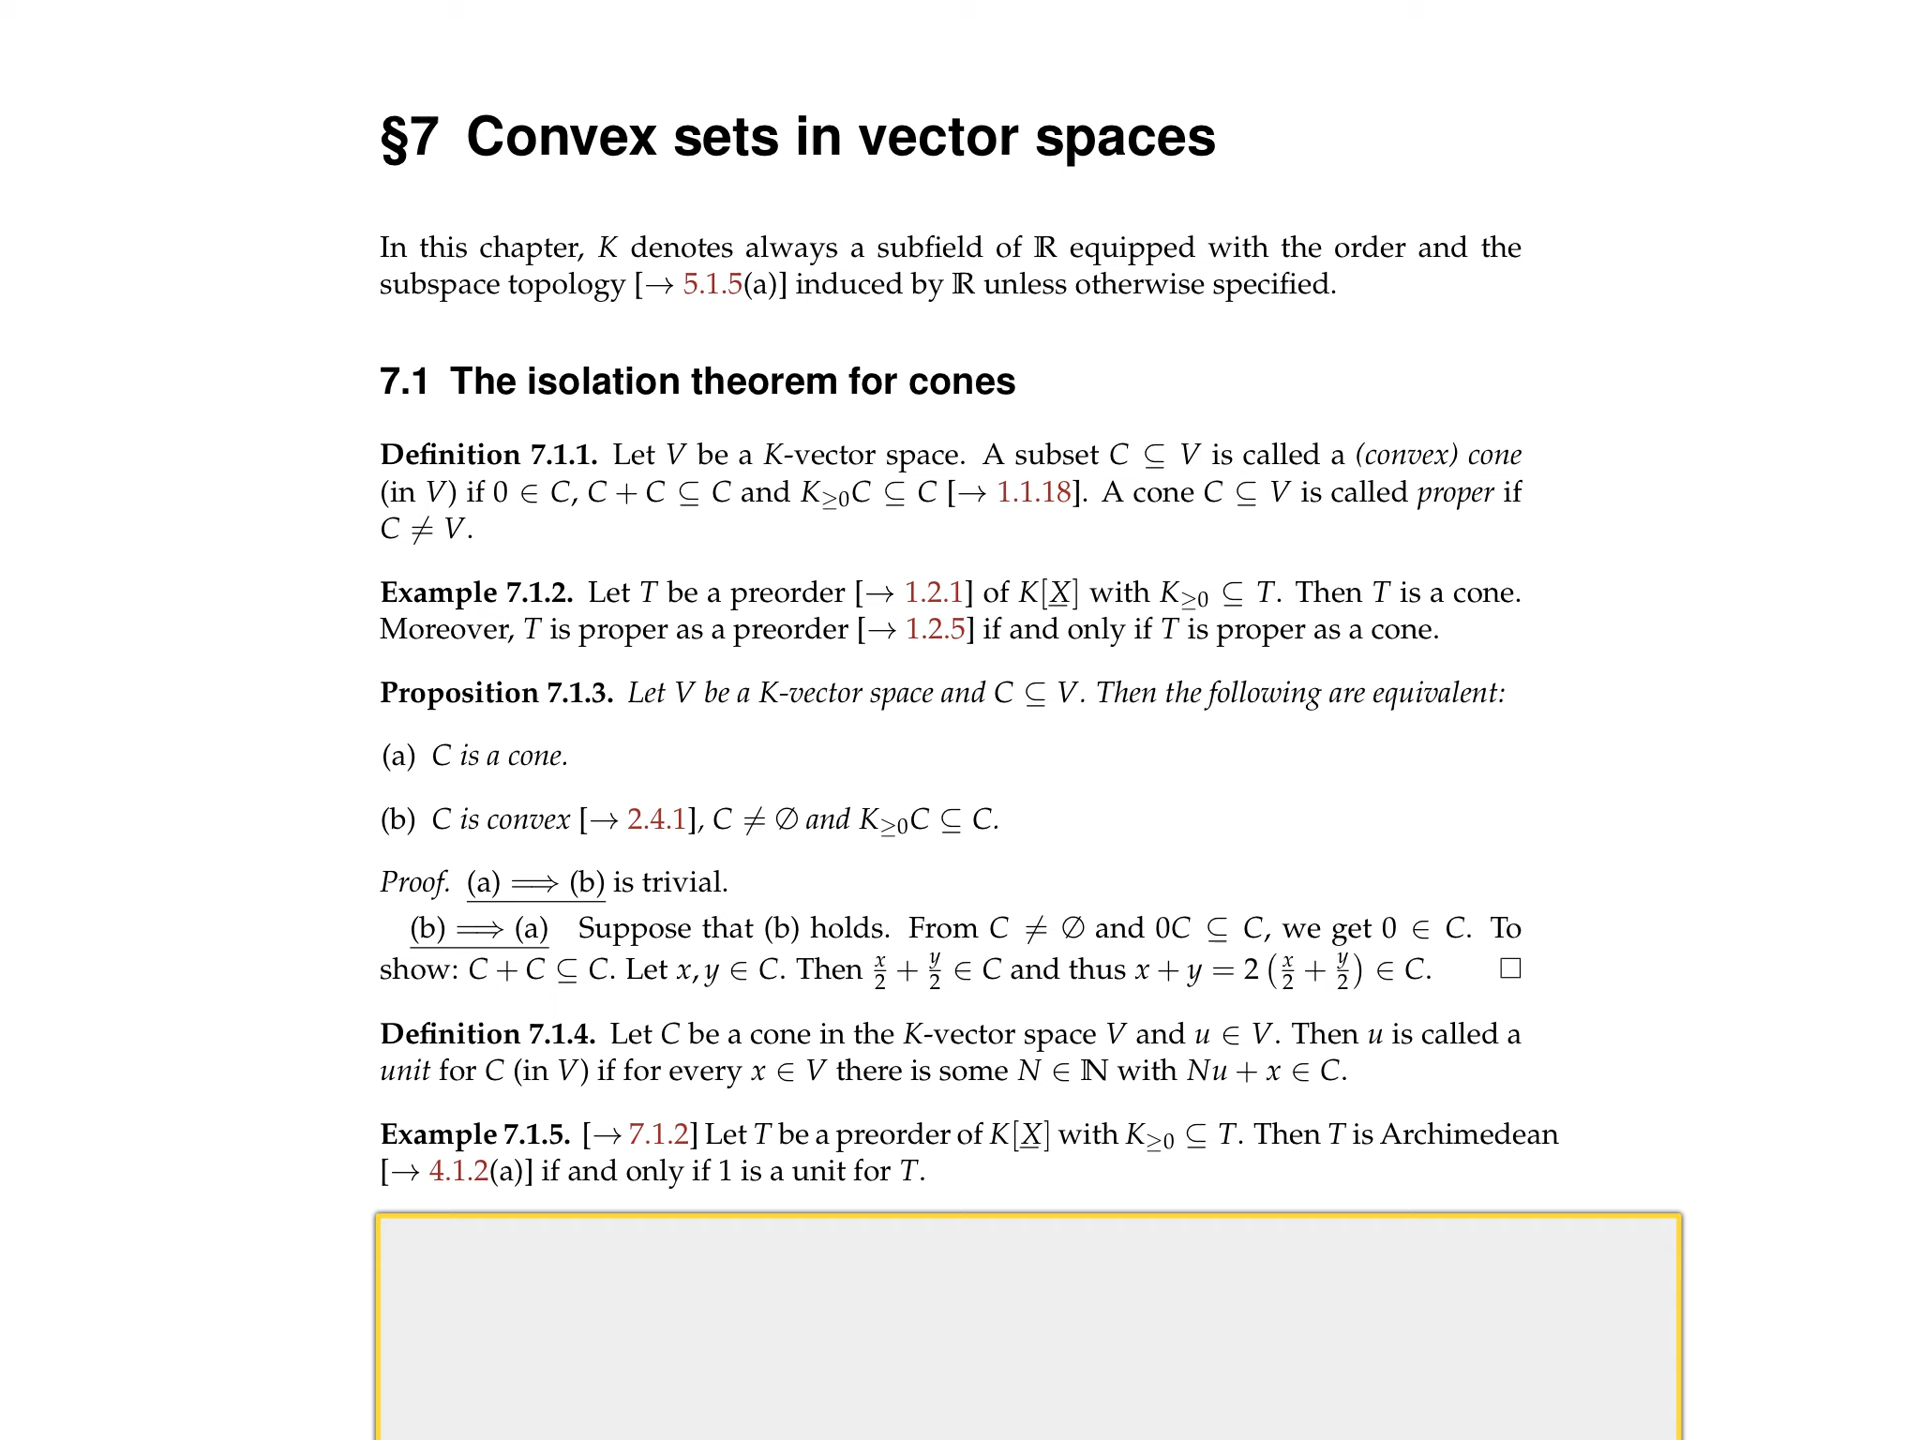 §7 Convex sets in vector spaces
In this chapter, K denotes always a subfield of ℝ equipped with the order and the
subspace topology [→ 5.1.5(a)] induced by ℝ unless otherwise specified.
7.1 The isolation theorem for cones
Definition 7.1.1. Let V be a K-vector space. A subset C ⊆ V is called a (convex) cone
(in V) if 0 ∈ C, C + C ⊆ C and K≥0C ⊆ C [→ 1.1.18]. A cone C ⊆ V is called proper if
C ≠ V.
Example 7.1.2. Let T be a preorder [→ 1.2.1] of K[X] with K≥0 ⊆ T. Then T is a cone.
Moreover, T is proper as a preorder [→ 1.2.5] if and only if T is proper as a cone.
Proposition 7.1.3. Let V be a K-vector space and C ⊆ V. Then the following are equivalent:
(a) C is a cone.
(b) C is convex [→ 2.4.1], C ≠ ∅ and K≥0C ⊆ C.
Proof. (a) ⟹ (b) is trivial.
(b) ⟹ (a) Suppose that (b) holds. From C ≠ ∅ and 0C ⊆ C, we get 0 ∈ C. To
show: C + C ⊆ C. Let x, y ∈ C. Then x/2 + y/2 ∈ C and thus x + y = 2 (x/2 + y/2) ∈ C. □
Definition 7.1.4. Let C be a cone in the K-vector space V and u ∈ V. Then u is called a
unit for C (in V) if for every x ∈ V there is some N ∈ ℕ with Nu + x ∈ C.
Example 7.1.5. [→ 7.1.2] Let T be a preorder of K[X] with K≥0 ⊆ T. Then T is Archimedean
[→ 4.1.2(a)] if and only if 1 is a unit for T.